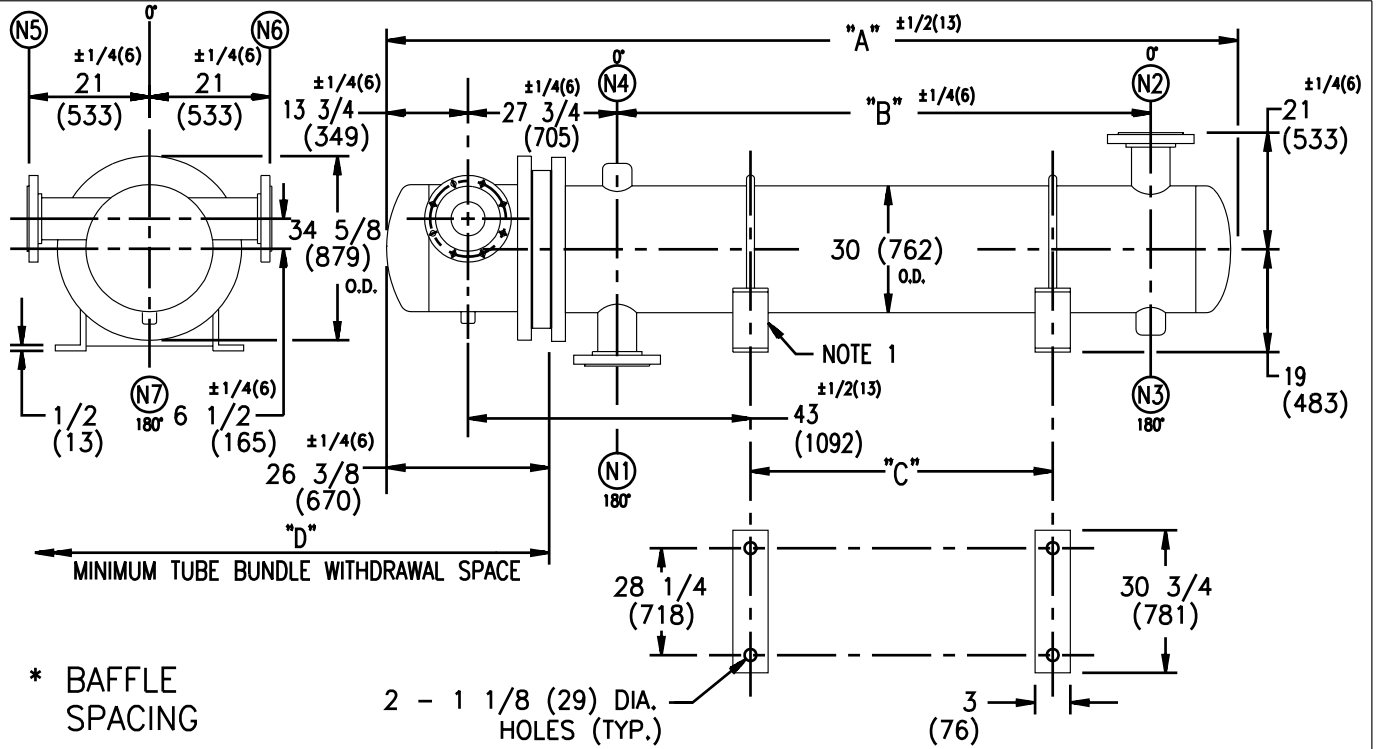 N5
0°
N6
±1/4(6)
21
(533)
±1/4(6)
21
(533)
34 5/8
(879)
O.D.
1/2
(13)
N7
180°
±1/4(6)
6 1/2
(165)
"A" ±1/2(13)
±1/4(6)
13 3/4
(349)
±1/4(6)
27 3/4
(705)
0°
N4
"B" ±1/4(6)
0°
N2
±1/4(6)
21
(533)
30 (762)
O.D.
NOTE 1
19
(483)
N3
180°
±1/2(13)
43
(1092)
±1/4(6)
26 3/8
(670)
N1
180°
"C"
"D"
MINIMUM TUBE BUNDLE WITHDRAWAL SPACE
28 1/4
(718)
30 3/4
(781)
* BAFFLE
SPACING
2 - 1 1/8 (29) DIA.
HOLES (TYP.)
3
(76)